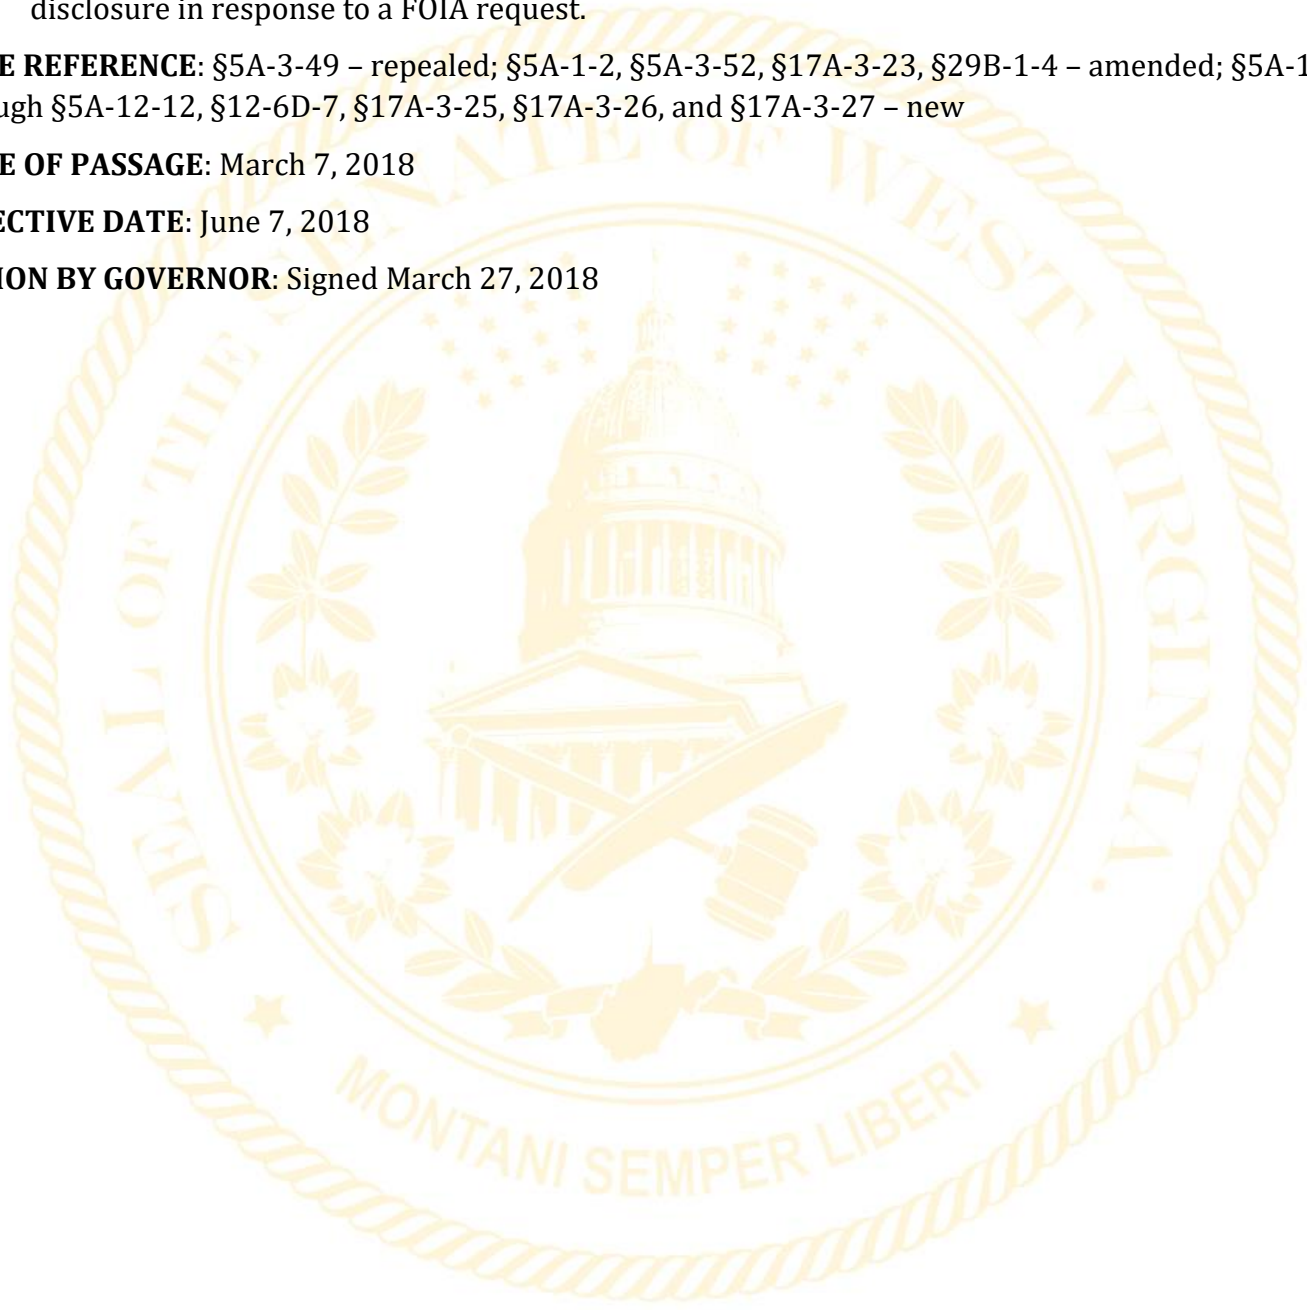 disclosure in response to a FOIA request.
E REFERENCE: §5A-3-49 – repealed; §5A-1-2, §5A-3-52, §17A-3-23, §29B-1-4 – amended; §5A-1
ugh §5A-12-12, §12-6D-7, §17A-3-25, §17A-3-26, and §17A-3-27 – new
E OF PASSAGE: March 7, 2018
ECTIVE DATE: June 7, 2018
ION BY GOVERNOR: Signed March 27, 2018
SEAL OF THE SENATE OF WEST VIRGINIA
MONTANI SEMPER LIBERI